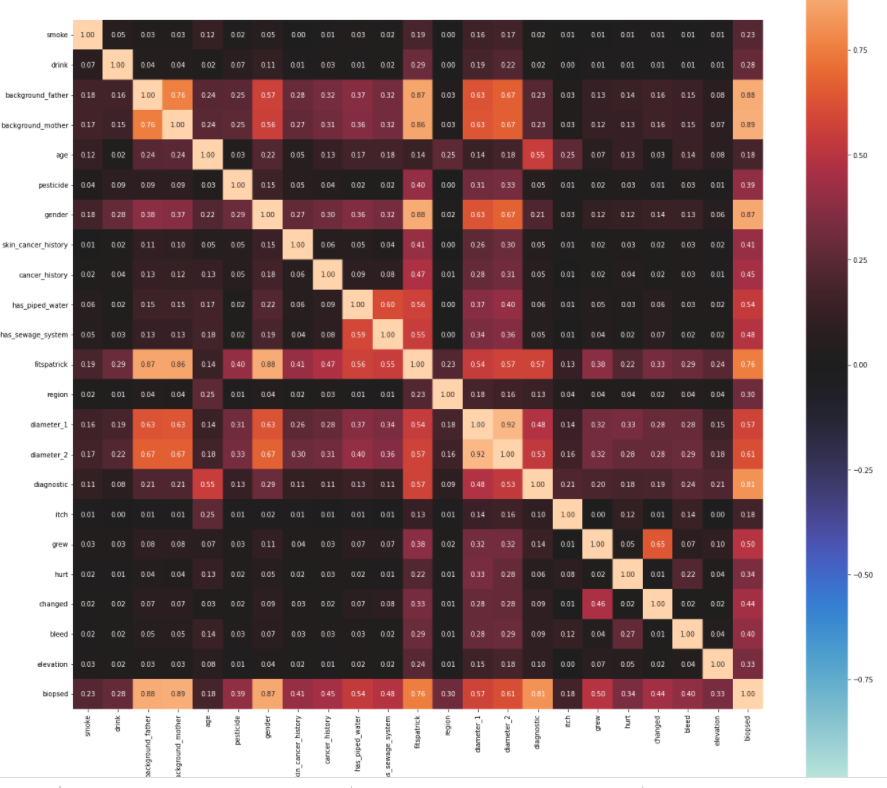 smoke 1.00 0.05 0.03 0.03 0.12 0.02 0.05 0.00 0.01 0.03 0.02 0.19 0.00 0.16 0.17 0.02 0.01 0.01 0.01 0.01 0.01 0.01 0.23
drink 0.07 1.00 0.04 0.04 0.02 0.07 0.11 0.01 0.03 0.01 0.02 0.29 0.00 0.19 0.22 0.02 0.00 0.01 0.01 0.01 0.01 0.01 0.28
background_father 0.18 0.16 1.00 0.76 0.24 0.25 0.57 0.28 0.32 0.37 0.32 0.87 0.03 0.63 0.67 0.23 0.03 0.13 0.14 0.16 0.15 0.08 0.88
background_mother 0.17 0.15 0.76 1.00 0.24 0.25 0.56 0.27 0.31 0.36 0.32 0.86 0.03 0.63 0.67 0.23 0.03 0.12 0.13 0.16 0.15 0.07 0.89
age 0.12 0.02 0.24 0.24 1.00 0.03 0.22 0.05 0.13 0.17 0.18 0.14 0.25 0.14 0.18 0.55 0.25 0.07 0.13 0.03 0.14 0.08 0.18
pesticide 0.04 0.09 0.09 0.09 0.03 1.00 0.15 0.05 0.04 0.02 0.02 0.40 0.00 0.31 0.33 0.05 0.01 0.02 0.03 0.01 0.03 0.01 0.39
gender 0.18 0.28 0.38 0.37 0.22 0.29 1.00 0.27 0.30 0.36 0.32 0.88 0.00 0.63 0.67 0.21 0.03 0.12 0.12 0.14 0.13 0.06 0.87
skin_cancer_history 0.01 0.02 0.11 0.10 0.05 0.05 0.15 1.00 0.06 0.05 0.04 0.41 0.00 0.26 0.30 0.05 0.01 0.02 0.03 0.02 0.03 0.02 0.41
cancer_history 0.02 0.04 0.13 0.12 0.13 0.05 0.18 0.06 1.00 0.09 0.08 0.47 0.01 0.28 0.31 0.05 0.01 0.02 0.04 0.02 0.03 0.01 0.45
has_piped_water 0.06 0.02 0.15 0.15 0.17 0.02 0.22 0.06 0.09 1.00 0.60 0.56 0.00 0.37 0.40 0.06 0.01 0.05 0.03 0.06 0.03 0.02 0.54
has_sewage_system 0.05 0.03 0.13 0.13 0.18 0.02 0.19 0.04 0.08 0.59 1.00 0.55 0.00 0.34 0.36 0.05 0.01 0.04 0.02 0.07 0.02 0.02 0.48
fitspatrick 0.19 0.29 0.87 0.86 0.14 0.40 0.88 0.41 0.47 0.56 0.55 1.00 0.23 0.54 0.57 0.57 0.13 0.38 0.22 0.33 0.29 0.24 0.76
region 0.02 0.01 0.04 0.04 0.25 0.01 0.04 0.02 0.03 0.01 0.01 0.23 1.00 0.18 0.16 0.13 0.04 0.04 0.04 0.02 0.04 0.04 0.30
diameter_1 0.16 0.19 0.63 0.63 0.14 0.31 0.63 0.26 0.28 0.37 0.34 0.54 0.18 1.00 0.92 0.48 0.14 0.32 0.33 0.28 0.28 0.15 0.57
diameter_2 0.17 0.22 0.67 0.67 0.18 0.33 0.67 0.30 0.31 0.40 0.36 0.57 0.16 0.92 1.00 0.53 0.16 0.32 0.28 0.28 0.29 0.18 0.61
diagnostic 0.11 0.08 0.21 0.21 0.55 0.13 0.29 0.11 0.11 0.13 0.11 0.57 0.09 0.48 0.53 1.00 0.21 0.20 0.18 0.19 0.24 0.21 0.81
itch 0.01 0.00 0.01 0.01 0.25 0.01 0.02 0.01 0.01 0.01 0.01 0.13 0.01 0.14 0.16 0.10 1.00 0.00 0.12 0.01 0.14 0.00 0.18
grew 0.03 0.03 0.08 0.08 0.07 0.03 0.11 0.04 0.03 0.07 0.07 0.38 0.02 0.32 0.32 0.14 0.01 1.00 0.05 0.65 0.07 0.10 0.50
hurt 0.02 0.01 0.04 0.04 0.13 0.02 0.05 0.02 0.03 0.02 0.01 0.22 0.01 0.33 0.28 0.06 0.08 0.02 1.00 0.01 0.22 0.04 0.34
changed 0.02 0.02 0.07 0.07 0.03 0.02 0.09 0.03 0.02 0.07 0.08 0.33 0.01 0.28 0.28 0.09 0.01 0.46 0.02 1.00 0.02 0.02 0.44
bleed 0.02 0.02 0.05 0.05 0.14 0.03 0.07 0.03 0.03 0.03 0.02 0.29 0.01 0.28 0.29 0.06 0.12 0.04 0.27 0.01 1.00 0.04 0.40
elevation 0.03 0.02 0.03 0.03 0.08 0.01 0.04 0.02 0.01 0.02 0.02 0.24 0.01 0.15 0.18 0.10 0.00 0.07 0.05 0.02 0.04 1.00 0.33
biopsed 0.23 0.28 0.88 0.89 0.18 0.39 0.87 0.41 0.45 0.54 0.48 0.76 0.30 0.57 0.61 0.81 0.18 0.50 0.34 0.44 0.40 0.33 1.00
smoke drink background_father ckground_mother age pesticide gender in_cancer_history cancer_history has_piped_water s_sewage_system fitspatrick region diameter_1 diameter_2 diagnostic itch grew hurt changed bleed elevation biopsed
0.75
0.50
0.25
0.00
−0.25
−0.50
−0.75